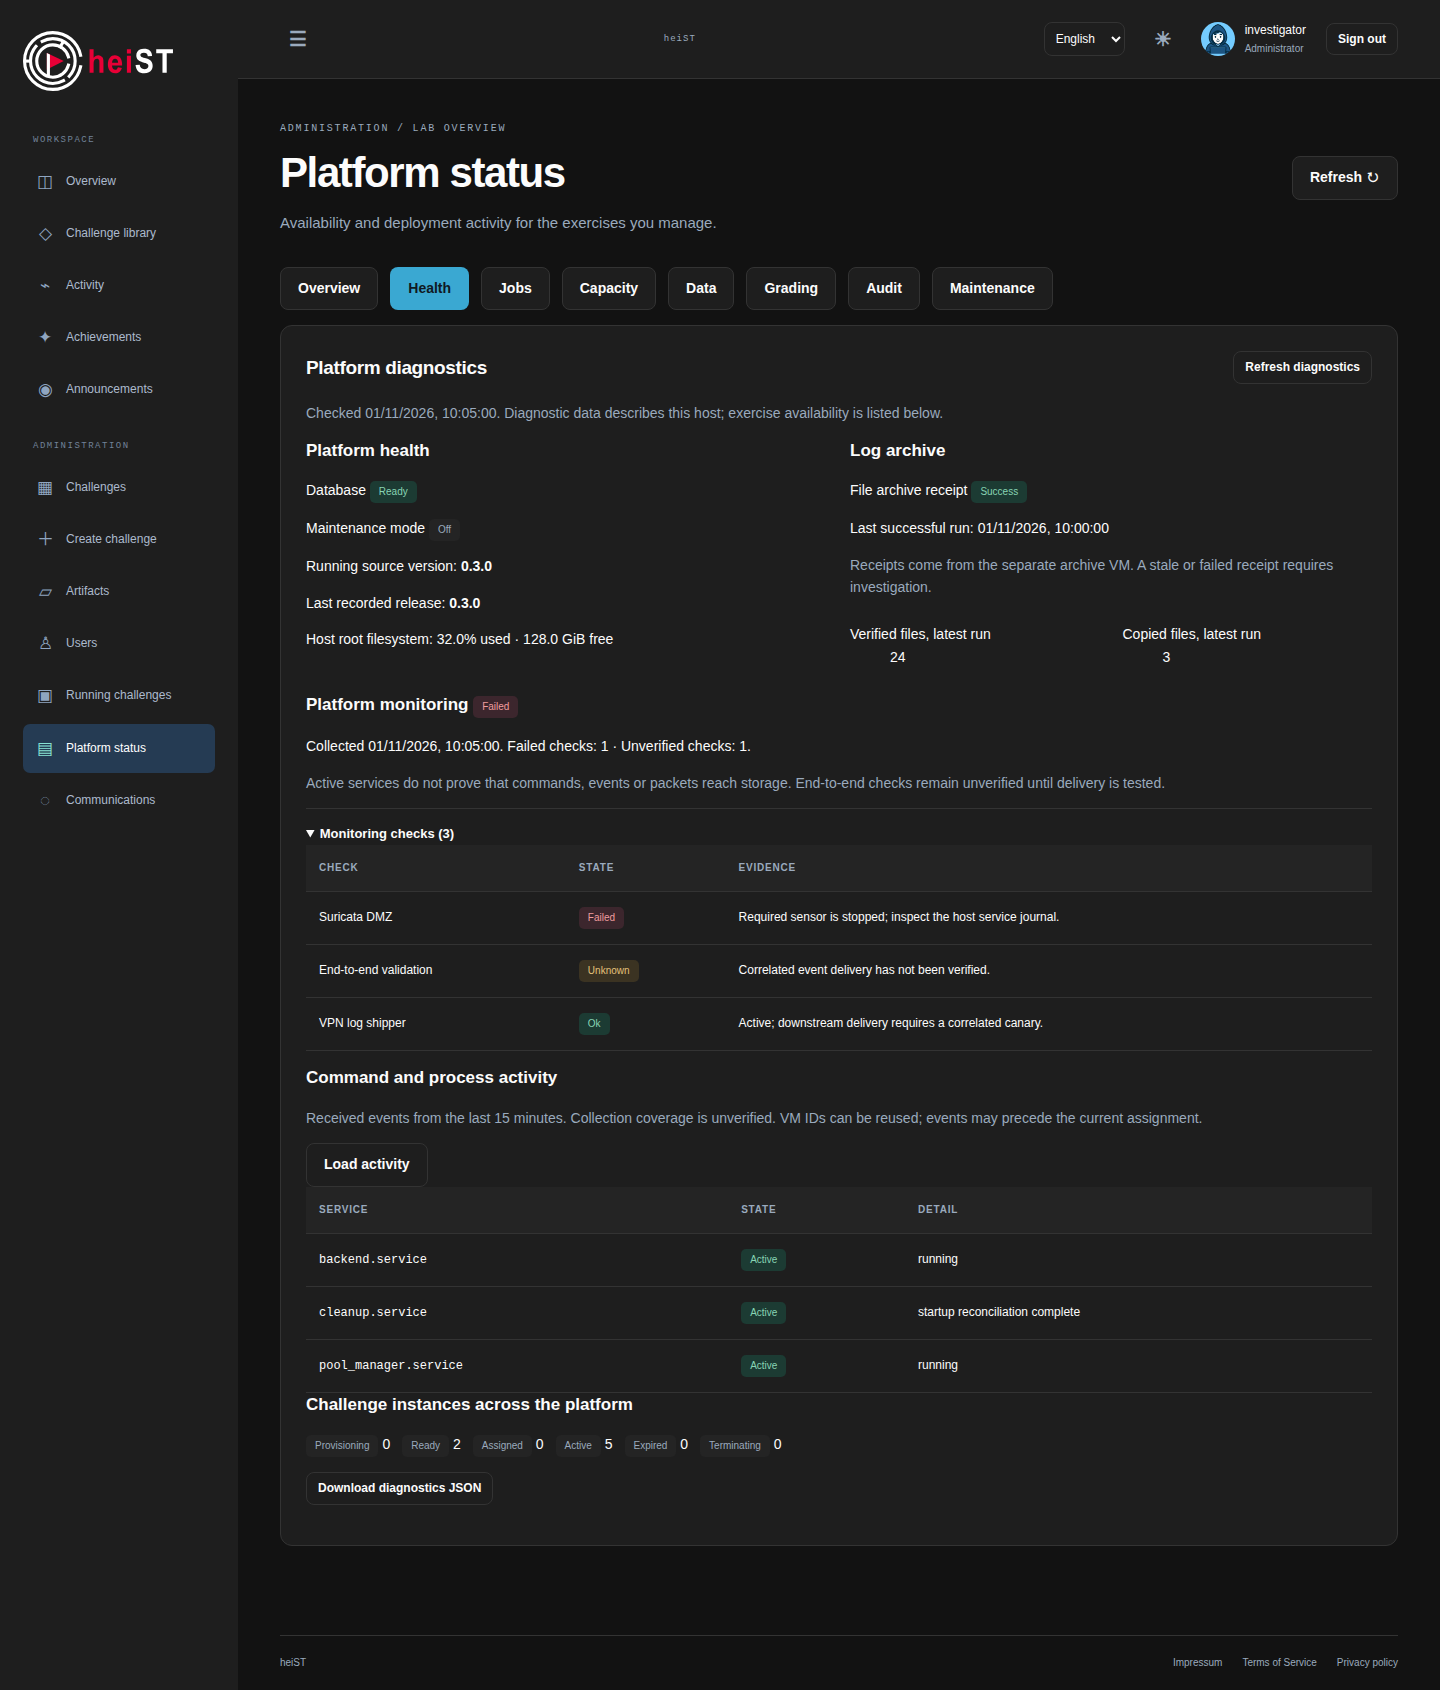 heiST
WORKSPACE
Overview
Challenge library
Activity
Achievements
Announcements
ADMINISTRATION
Challenges
Create challenge
Artifacts
Users
Running challenges
Platform status
Communications
heiST
English
investigator
Administrator
Sign out
ADMINISTRATION / LAB OVERVIEW
Platform status
Refresh ↻
Availability and deployment activity for the exercises you manage.
Overview Health Jobs Capacity Data Grading Audit Maintenance
Platform diagnostics
Refresh diagnostics
Checked 01/11/2026, 10:05:00. Diagnostic data describes this host; exercise availability is listed below.
Platform health
Database Ready
Maintenance mode Off
Running source version: 0.3.0
Last recorded release: 0.3.0
Host root filesystem: 32.0% used · 128.0 GiB free
Log archive
File archive receipt Success
Last successful run: 01/11/2026, 10:00:00
Receipts come from the separate archive VM. A stale or failed receipt requires
investigation.
Verified files, latest run
24
Copied files, latest run
3
Platform monitoring Failed
Collected 01/11/2026, 10:05:00. Failed checks: 1 · Unverified checks: 1.
Active services do not prove that commands, events or packets reach storage. End-to-end checks remain unverified until delivery is tested.
Monitoring checks (3)
CHECK STATE EVIDENCE
Suricata DMZ Failed Required sensor is stopped; inspect the host service journal.
End-to-end validation Unknown Correlated event delivery has not been verified.
VPN log shipper Ok Active; downstream delivery requires a correlated canary.
Command and process activity
Received events from the last 15 minutes. Collection coverage is unverified. VM IDs can be reused; events may precede the current assignment.
Load activity
SERVICE STATE DETAIL
backend.service Active running
cleanup.service Active startup reconciliation complete
pool_manager.service Active running
Challenge instances across the platform
Provisioning 0 Ready 2 Assigned 0 Active 5 Expired 0 Terminating 0
Download diagnostics JSON
heiST
Impressum Terms of Service Privacy policy